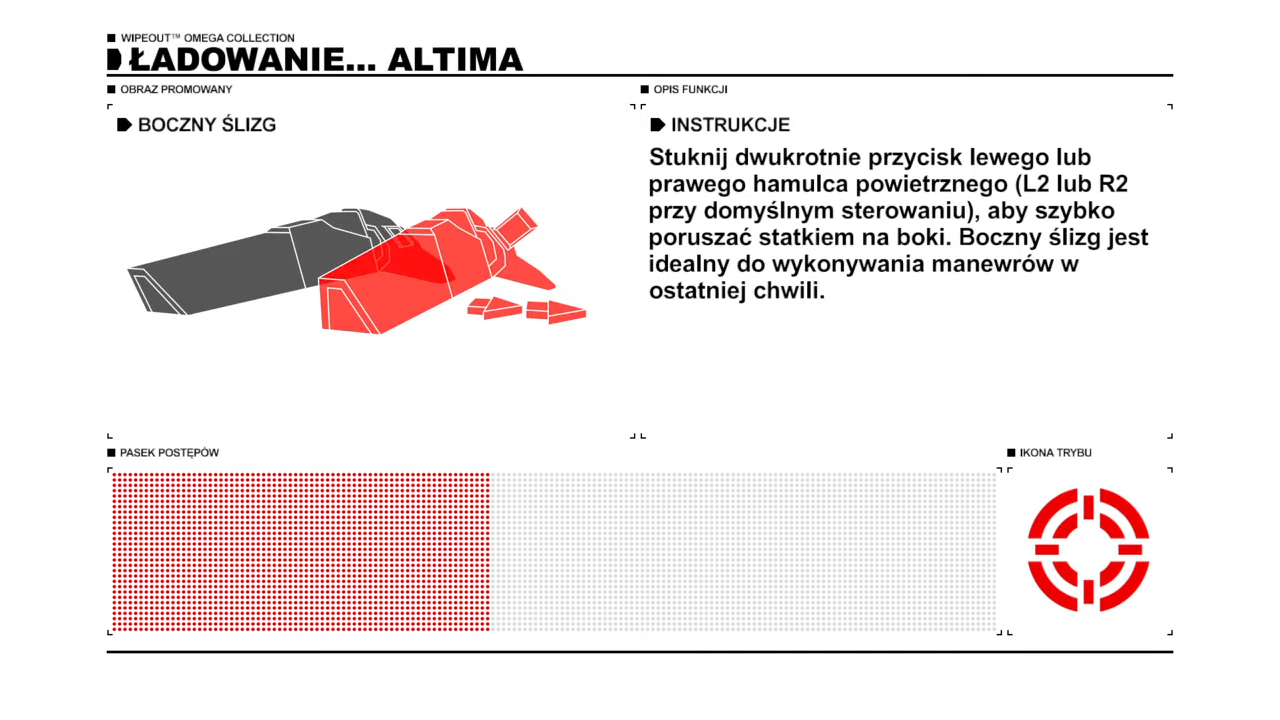 WIPEOUT™ OMEGA COLLECTION
ŁADOWANIE... ALTIMA
OBRAZ PROMOWANY
BOCZNY ŚLIZG
OPIS FUNKCJI
INSTRUKCJE
Stuknij dwukrotnie przycisk lewego lub
prawego hamulca powietrznego (L2 lub R2
przy domyślnym sterowaniu), aby szybko
poruszać statkiem na boki. Boczny ślizg jest
idealny do wykonywania manewrów w
ostatniej chwili.
PASEK POSTĘPÓW
IKONA TRYBU